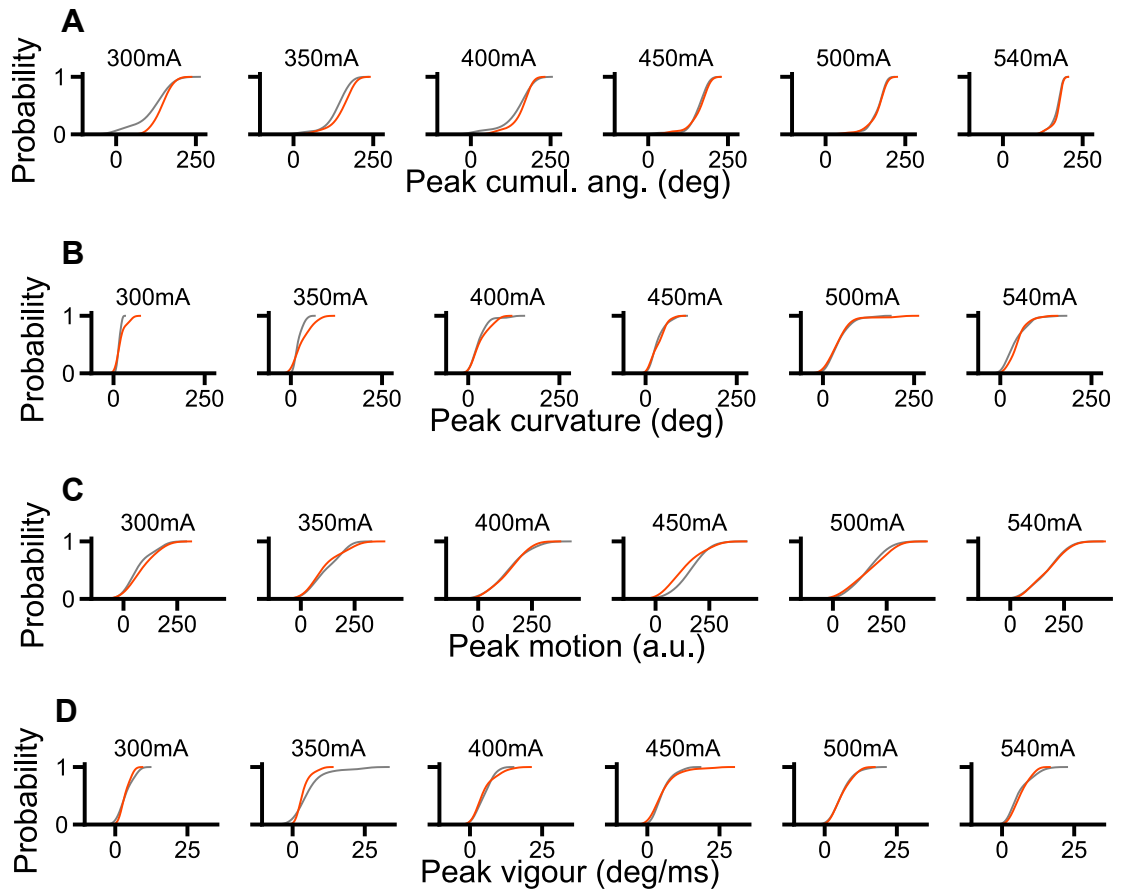 A
300mA 350mA 400mA 450mA 500mA 540mA
Probability
1
0
0 250 0 250 0 250 0 250 0 250 0 250
Peak cumul. ang. (deg)
B
300mA 350mA 400mA 450mA 500mA 540mA
Probability
1
0
0 250 0 250 0 250 0 250 0 250 0 250
Peak curvature (deg)
C
300mA 350mA 400mA 450mA 500mA 540mA
Probability
1
0
0 250 0 250 0 250 0 250 0 250 0 250
Peak motion (a.u.)
D
300mA 350mA 400mA 450mA 500mA 540mA
Probability
1
0
0 25 0 25 0 25 0 25 0 25 0 25
Peak vigour (deg/ms)